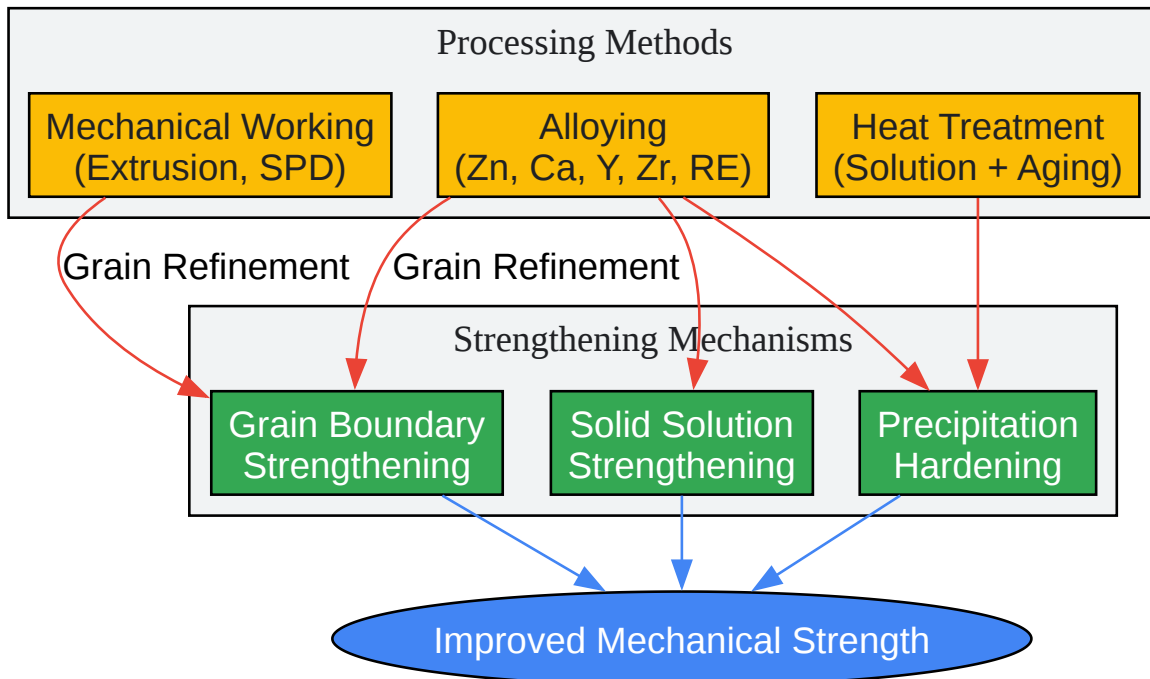 Processing Methods
Mechanical Working
(Extrusion, SPD)
Alloying
(Zn, Ca, Y, Zr, RE)
Heat Treatment
(Solution + Aging)
Grain Refinement
Grain Refinement
Strengthening Mechanisms
Grain Boundary
Strengthening
Solid Solution
Strengthening
Precipitation
Hardening
Improved Mechanical Strength